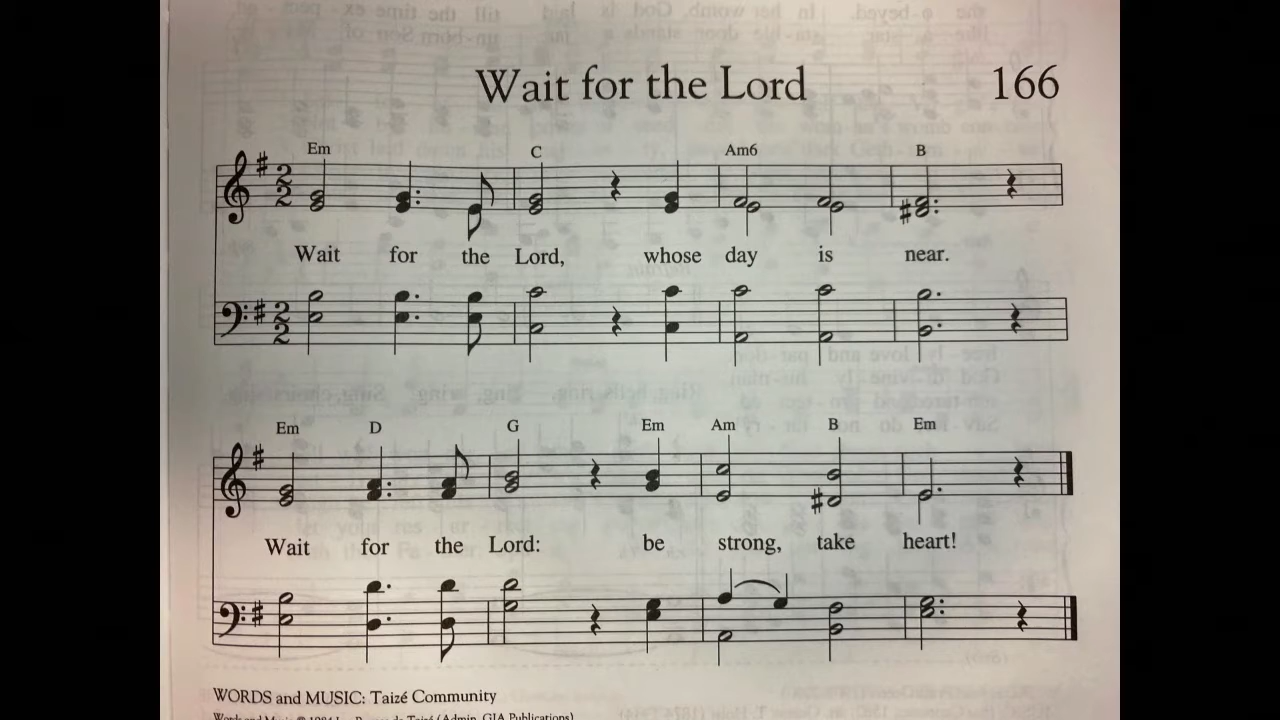 Wait for the Lord 166
Em C Am6 B
Wait for the Lord, whose day is near.
Em D G Em Am B Em
Wait for the Lord: be strong, take heart!
WORDS and MUSIC: Taizé Community